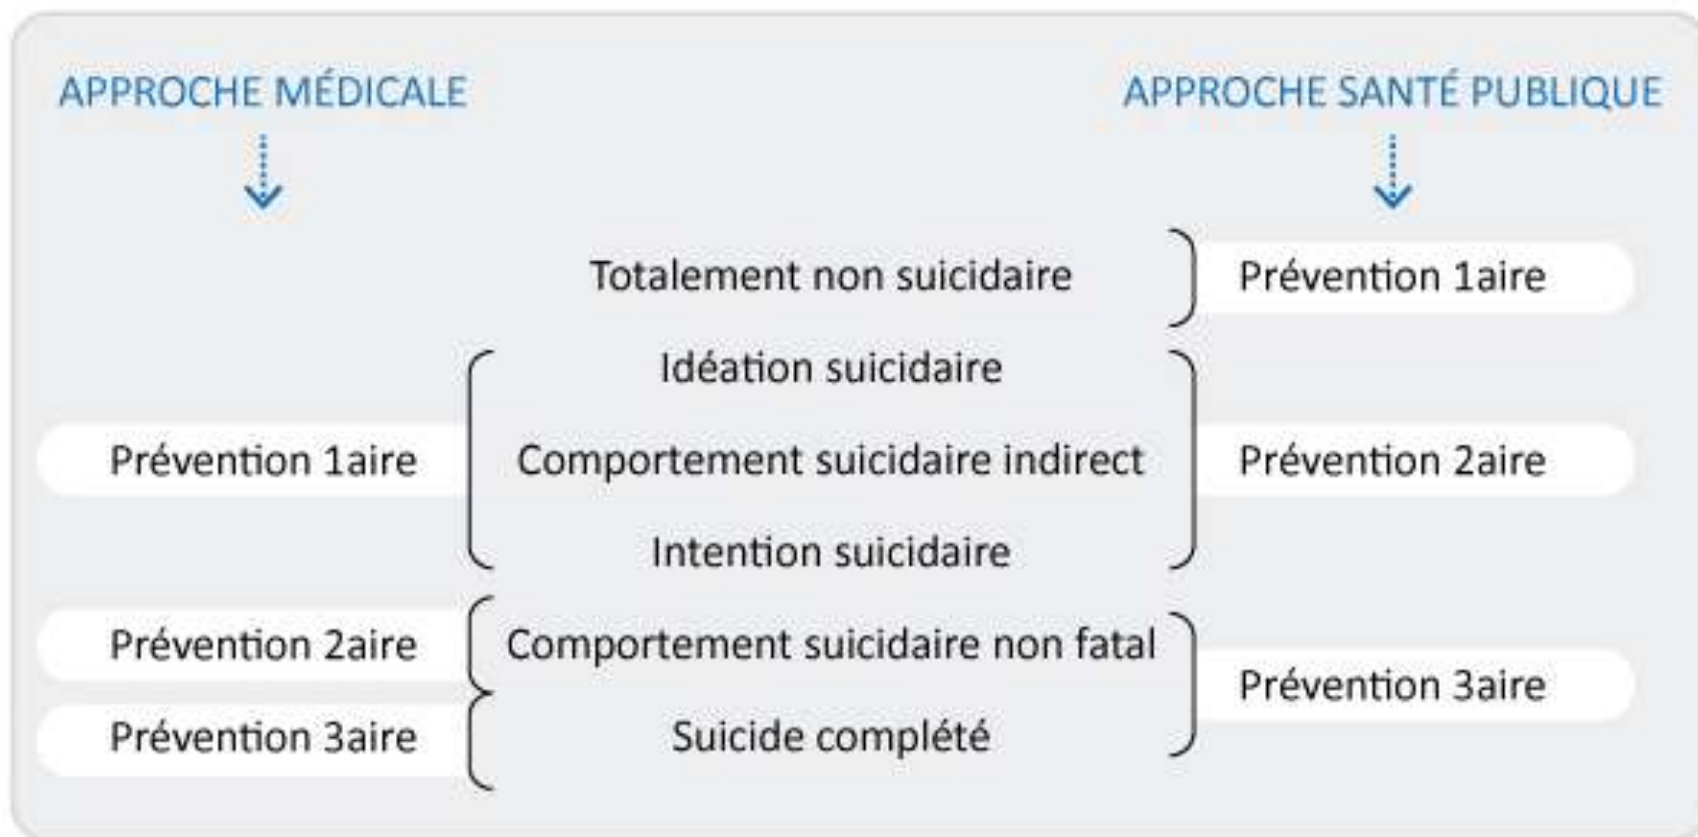 APPROCHE MÉDICALE
APPROCHE SANTÉ PUBLIQUE
Totalement non suicidaire
Prévention 1aire
Idéation suicidaire
Prévention 1aire
Comportement suicidaire indirect
Prévention 2aire
Intention suicidaire
Prévention 2aire
Comportement suicidaire non fatal
Prévention 3aire
Prévention 3aire
Suicide complété